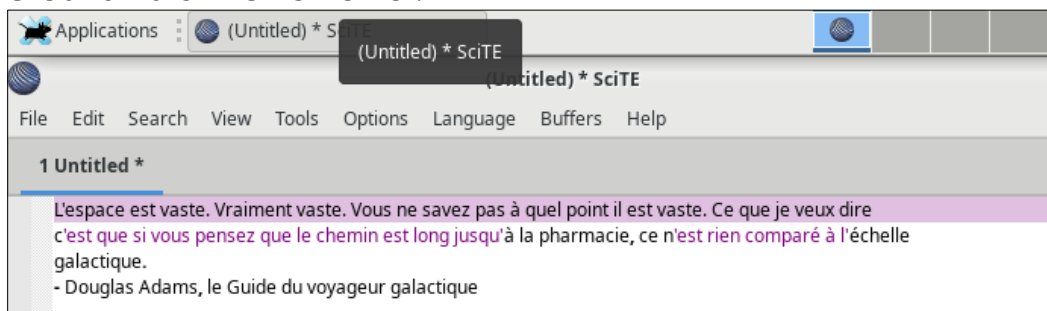 Applications (Untitled) * SciTE
(Untitled) * SciTE
(Untitled) * SciTE
File Edit Search View Tools Options Language Buffers Help
1 Untitled *
L'espace est vaste. Vraiment vaste. Vous ne savez pas à quel point il est vaste. Ce que je veux dire
c'est que si vous pensez que le chemin est long jusqu'à la pharmacie, ce n'est rien comparé à l'échelle
galactique.
- Douglas Adams, le Guide du voyageur galactique